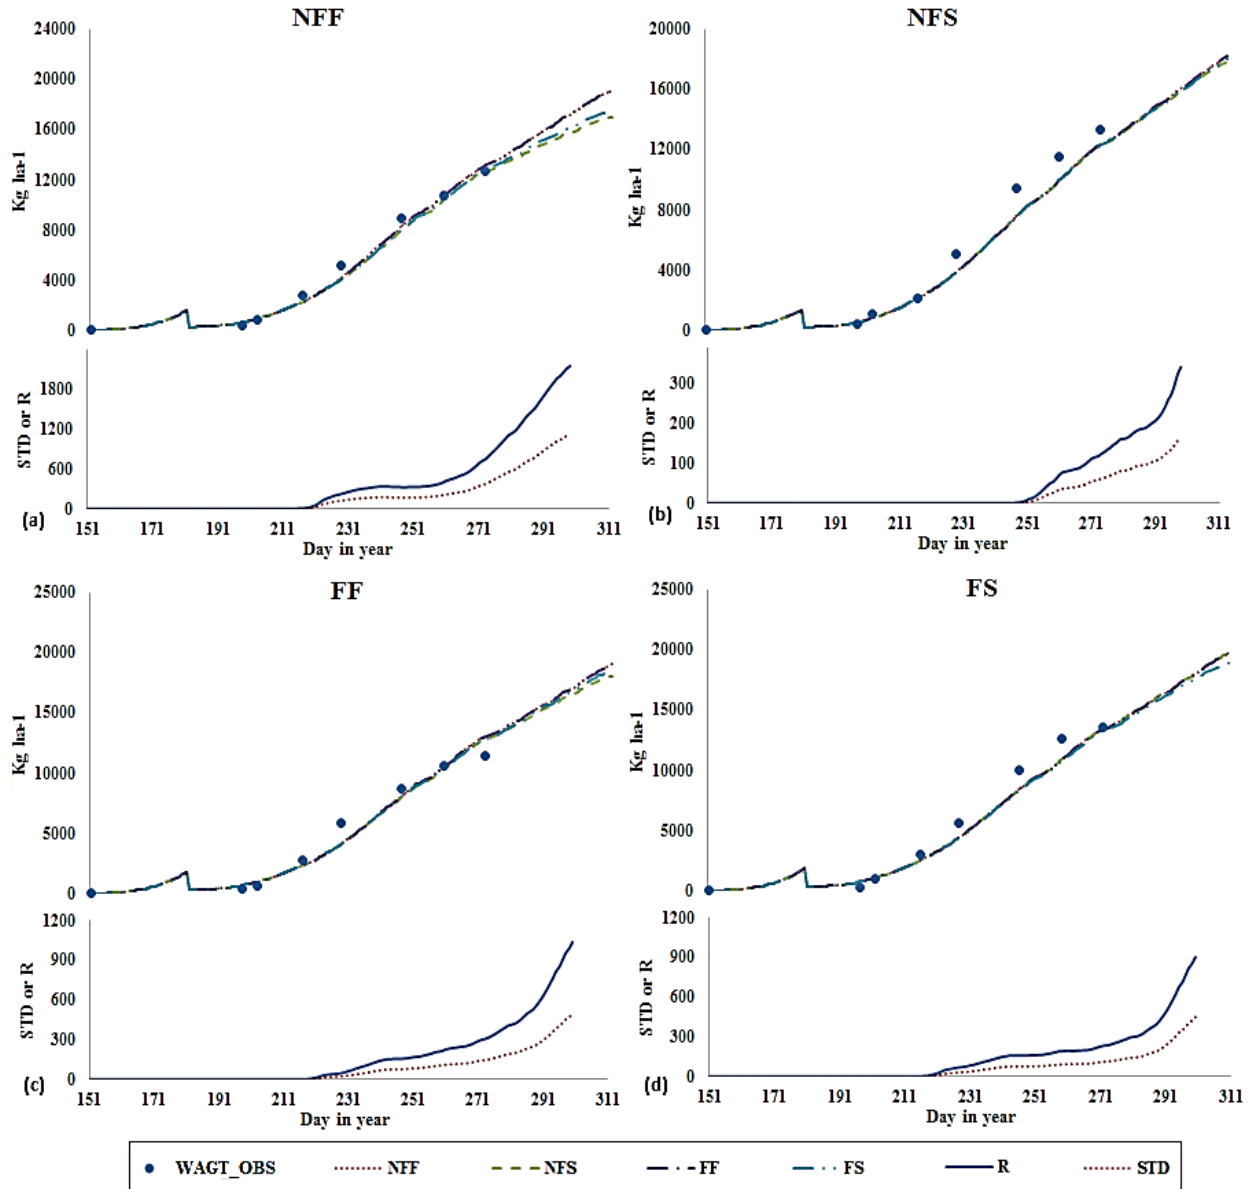 NFF
24000
20000
16000
12000
8000
4000
0
Kg ha-1
1800
1200
600
0
STD or R
(a)
151 171 191 211 231 251 271 291 311
Day in year
NFS
20000
16000
12000
8000
4000
0
Kg ha-1
300
200
100
0
STD or R
(b)
151 171 191 211 231 251 271 291 311
Day in year
FF
25000
20000
15000
10000
5000
0
Kg ha-1
1200
900
600
300
0
STD or R
(c)
151 171 191 211 231 251 271 291 311
Day in year
FS
25000
20000
15000
10000
5000
0
Kg ha-1
1200
900
600
300
0
STD or R
(d)
151 171 191 211 231 251 271 291 311
Day in year
WAGT_OBS NFF NFS FF FS R STD